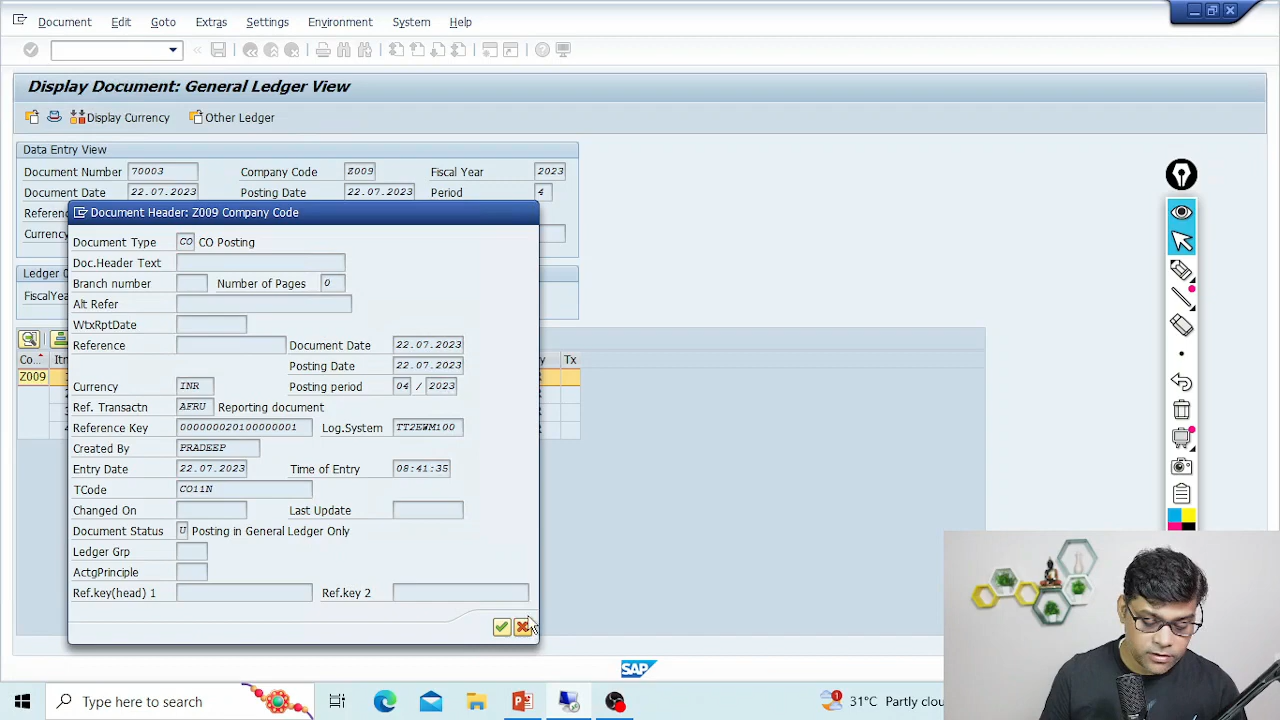 Document Edit Goto Extras Settings Environment System Help
Display Document: General Ledger View
Display Currency Other Ledger
Data Entry View
Document Number 70003 Company Code Z009 Fiscal Year 2023
Document Date 22.07.2023 Posting Date 22.07.2023 Period 4
Document Header: Z009 Company Code
Document Type CO CO Posting
Doc.Header Text
Branch number Number of Pages 0
Alt Refer
WtxRptDate
Reference Document Date 22.07.2023
Posting Date 22.07.2023
Currency INR Posting period 04 / 2023
Ref. Transactn AFRU Reporting document
Reference Key 000000020100000001 Log.System TT2EWM100
Created By PRADEEP
Entry Date 22.07.2023 Time of Entry 08:41:35
TCode CO11N
Changed On Last Update
Document Status U Posting in General Ledger Only
Ledger Grp
ActgPrinciple
Ref.key(head) 1 Ref.key 2
Co... Tx
Z009
SAP
Type here to search
31°C Partly clou